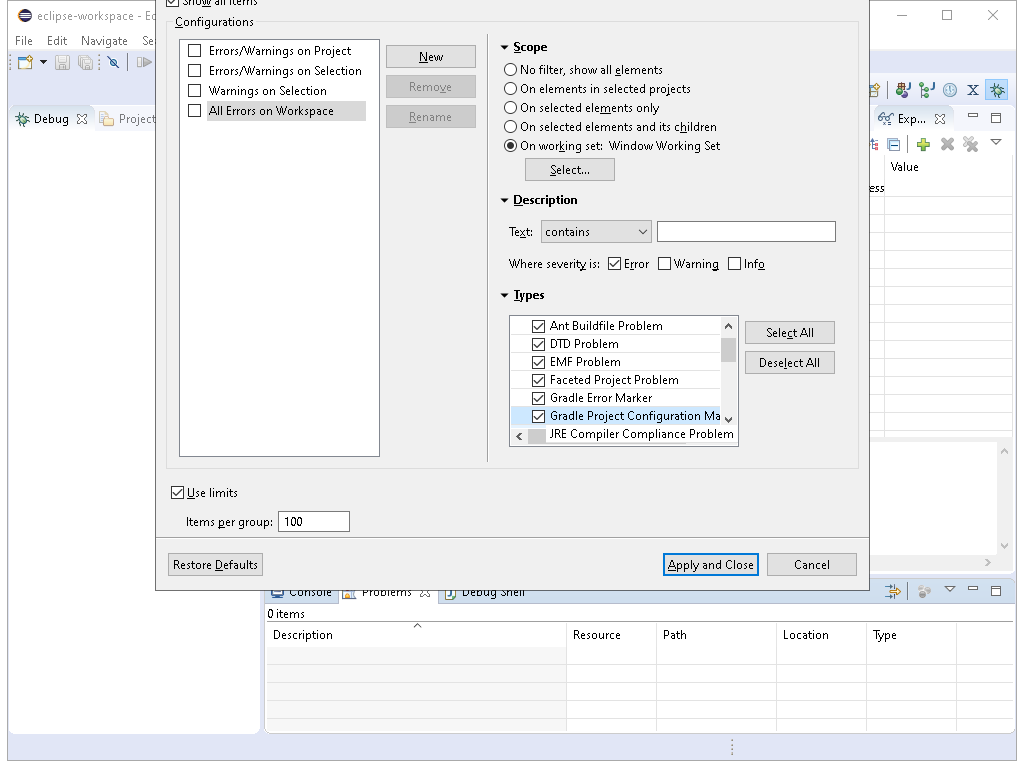 eclipse-workspace - Ec
Show all items
File Edit Navigate Se
Configurations
Errors/Warnings on Project
Errors/Warnings on Selection
Warnings on Selection
All Errors on Workspace
New
Remove
Rename
Scope
No filter, show all elements
On elements in selected projects
On selected elements only
On selected elements and its children
On working set: Window Working Set
Select...
Description
Text: contains
Where severity is: Error Warning Info
Types
Ant Buildfile Problem
DTD Problem
EMF Problem
Faceted Project Problem
Gradle Error Marker
Gradle Project Configuration Ma
JRE Compiler Compliance Problem
Select All
Deselect All
Use limits
Items per group: 100
Restore Defaults
Apply and Close
Cancel
Debug
Project
Exp...
Value
ess
Console
Problems
Debug Shell
0 items
Description Resource Path Location Type